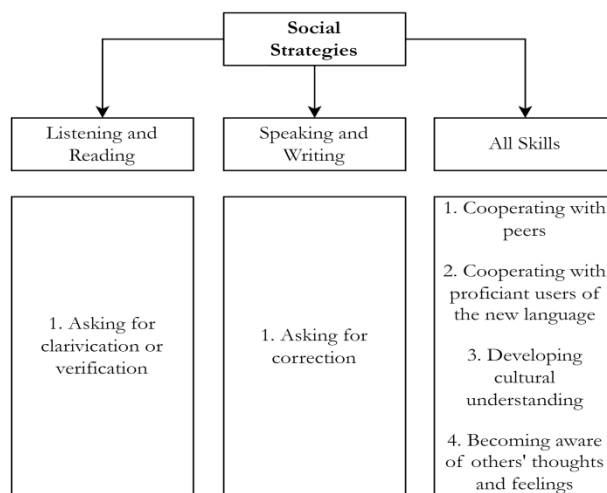 Social
Strategies
Listening and
Reading
Speaking and
Writing
All Skills
1. Asking for
clarivication or
verification
1. Asking for
correction
1. Cooperating with
peers
2. Cooperating with
proficiant users of
the new language
3. Developing
cultural
understanding
4. Becoming aware
of others' thoughts
and feelings